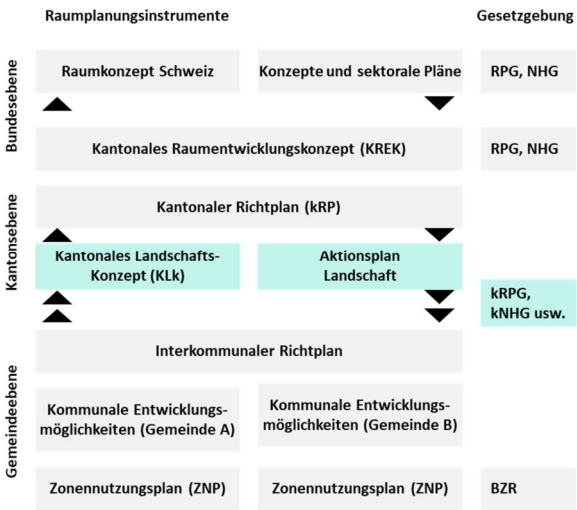 Raumplanungsinstrumente
Gesetzgebung
Bundesebene
Raumkonzept Schweiz
Konzepte und sektorale Pläne
RPG, NHG
Kantonales Raumentwicklungskonzept (KREK)
RPG, NHG
Kantonsebene
Kantonaler Richtplan (kRP)
Kantonales Landschafts-
Konzept (KLk)
Aktionsplan
Landschaft
kRPG,
kNHG usw.
Gemeindeebene
Interkommunaler Richtplan
Kommunale Entwicklungs-
möglichkeiten (Gemeinde A)
Kommunale Entwicklungs-
möglichkeiten (Gemeinde B)
Zonennutzungsplan (ZNP)
Zonennutzungsplan (ZNP)
BZR